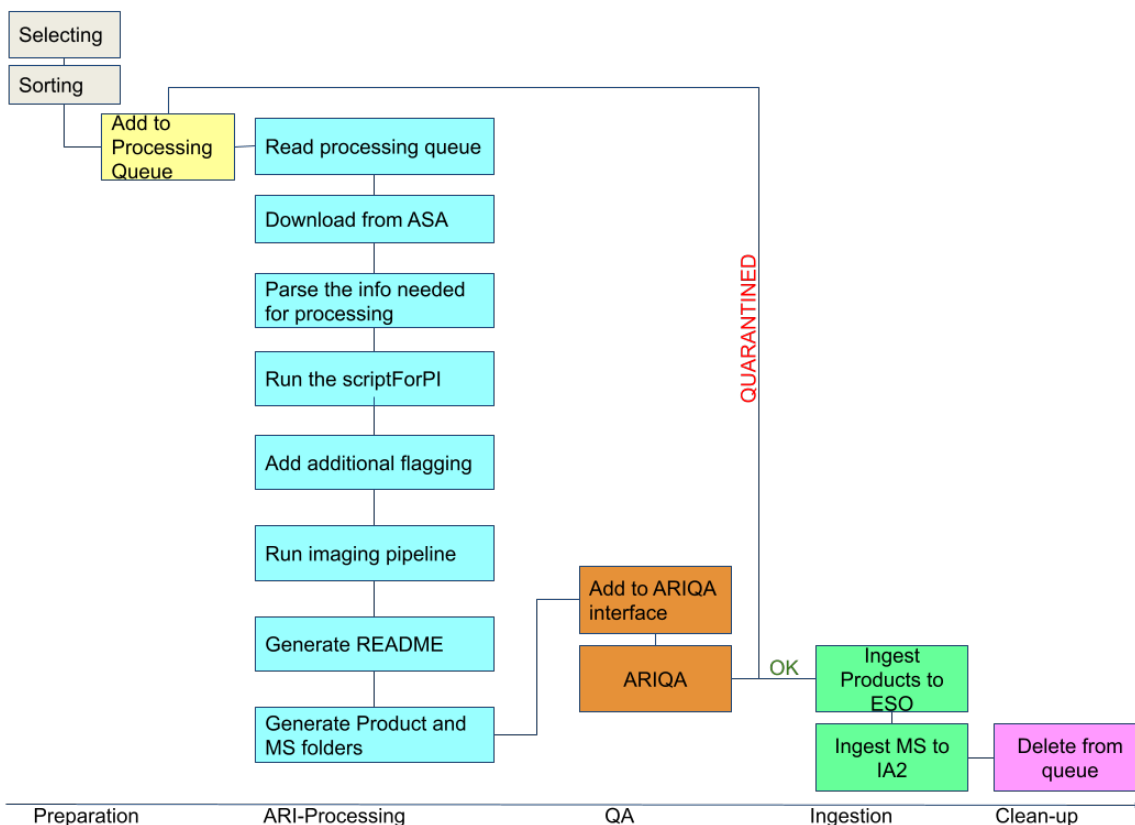 Selecting
Sorting
Add to
Processing
Queue
Read processing queue
Download from ASA
Parse the info needed
for processing
Run the scriptForPI
Add additional flagging
Run imaging pipeline
Generate README
Generate Product and
MS folders
Add to ARIQA
interface
ARIQA
QUARANTINED
OK
Ingest
Products to
ESO
Ingest MS to
IA2
Delete from
queue
Preparation
ARI-Processing
QA
Ingestion
Clean-up